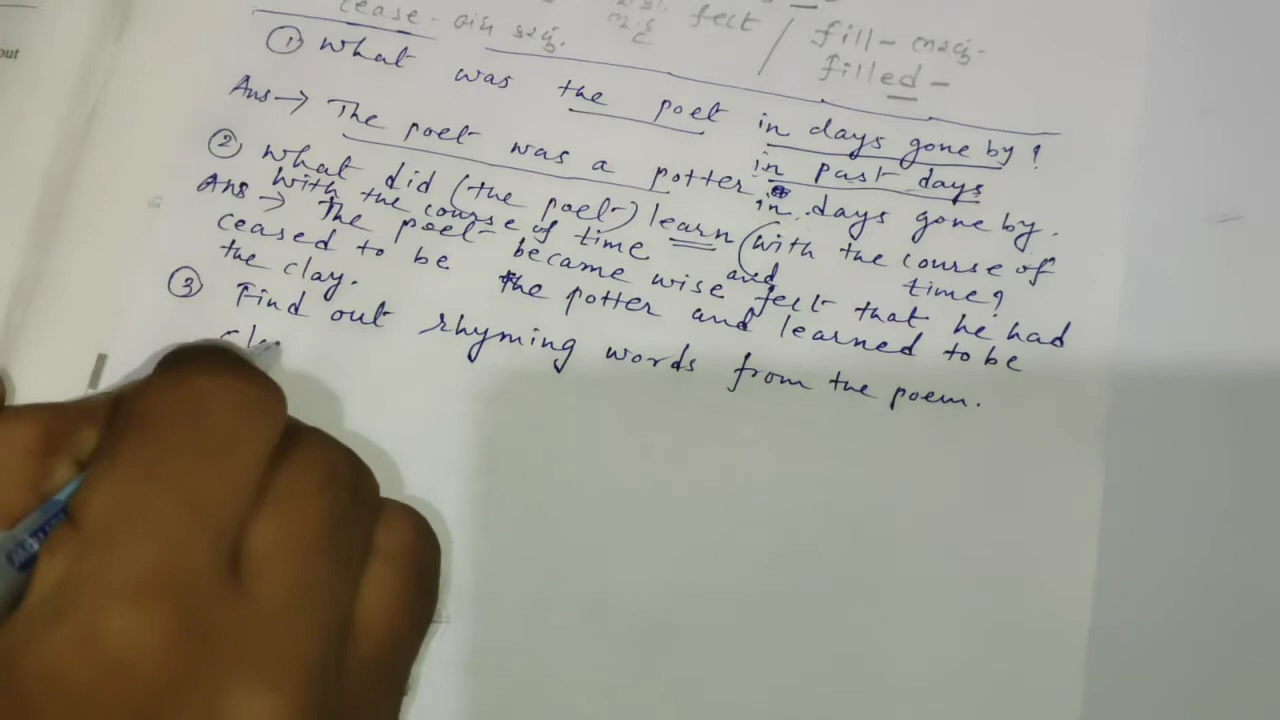 out
cease - બંધ કરવું. felt / fill - ભરવું -
filled -
① What was the poet in days gone by?
in past days
Ans → The poet was a potter in days gone by.
② What did (the poet) learn (with the course of time?
Ans → With the course of time
The poet became wise and felt that he had
ceased to be the potter and learned to be
the clay.
③ Find out rhyming words from the poem.